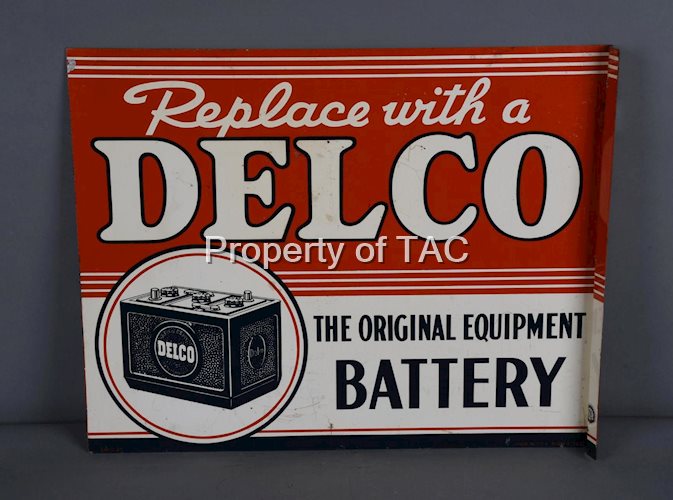 Replace with a
DELCO
Property of TAC
DELCO
THE ORIGINAL EQUIPMENT
BATTERY